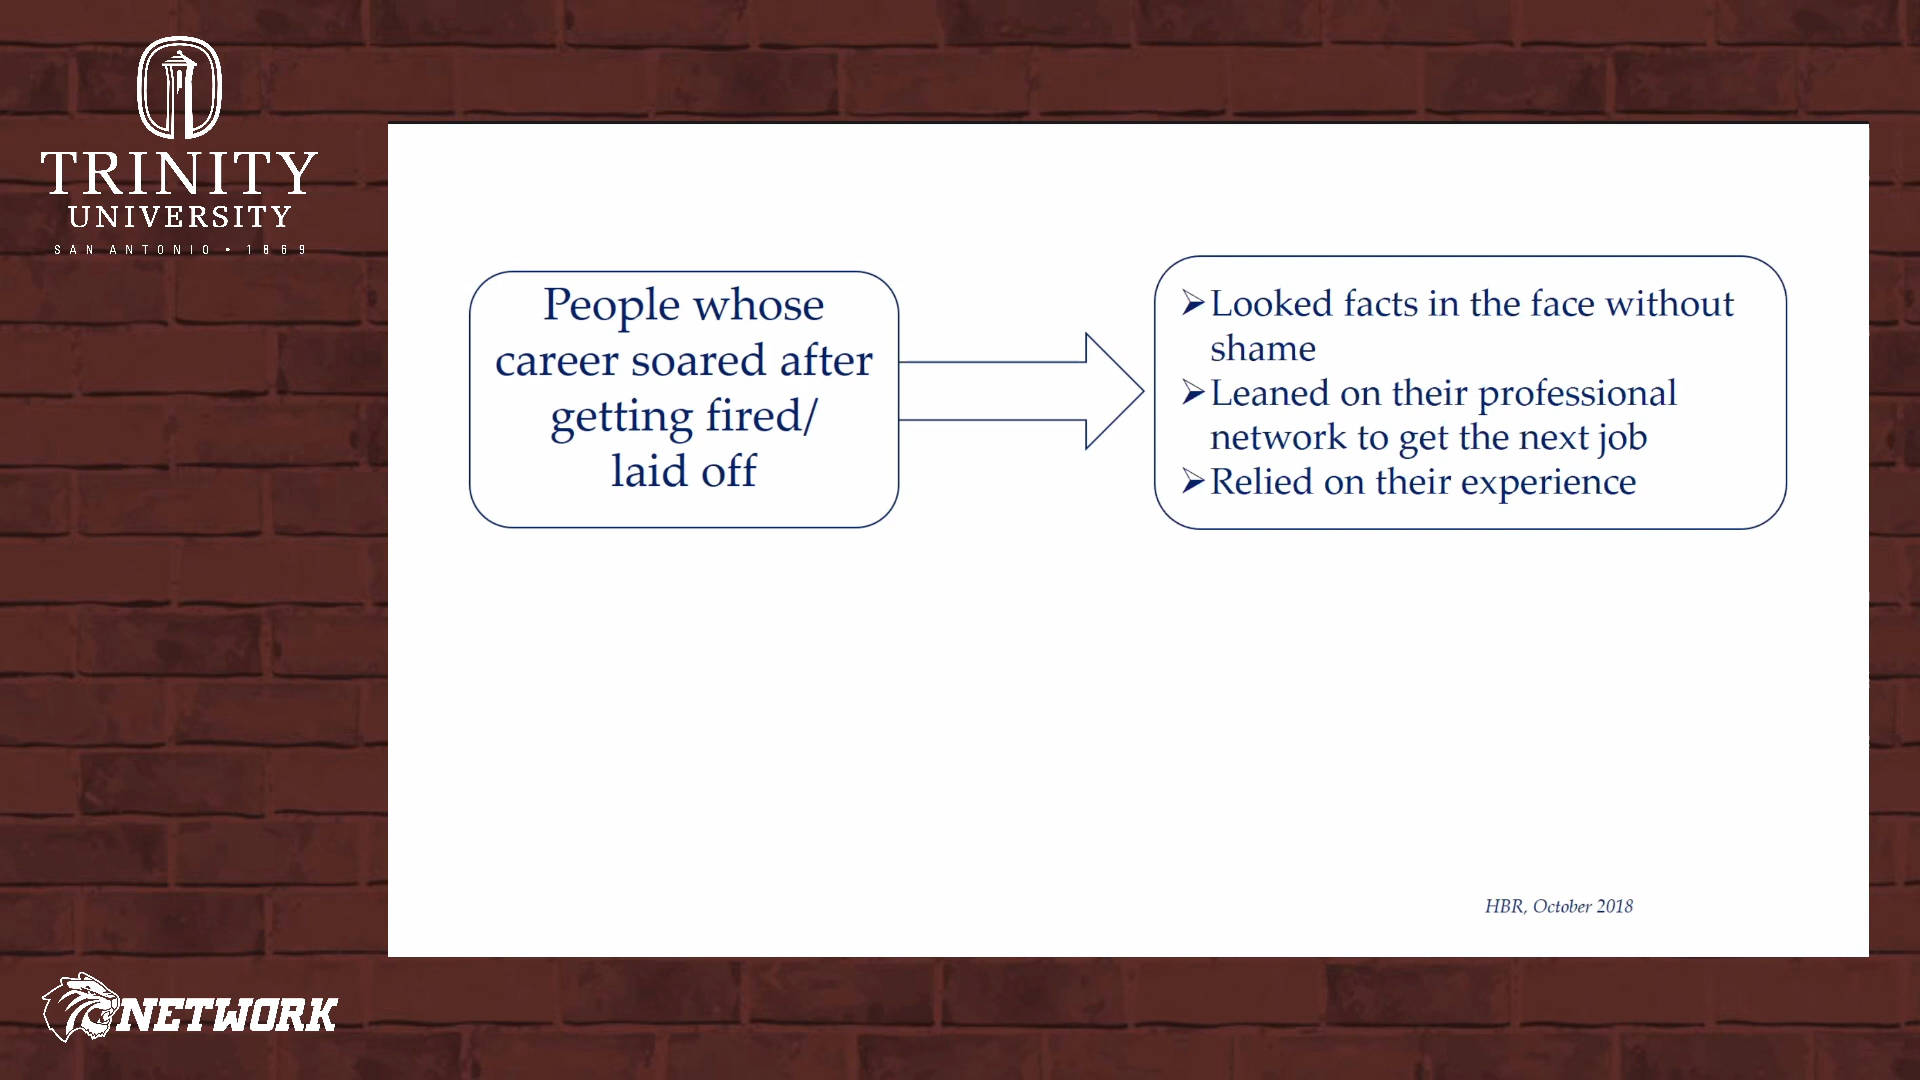 TRINITY
UNIVERSITY
SAN ANTONIO • 1869
People whose
career soared after
getting fired/
laid off
➢Looked facts in the face without
shame
➢Leaned on their professional
network to get the next job
➢Relied on their experience
HBR, October 2018
NETWORK